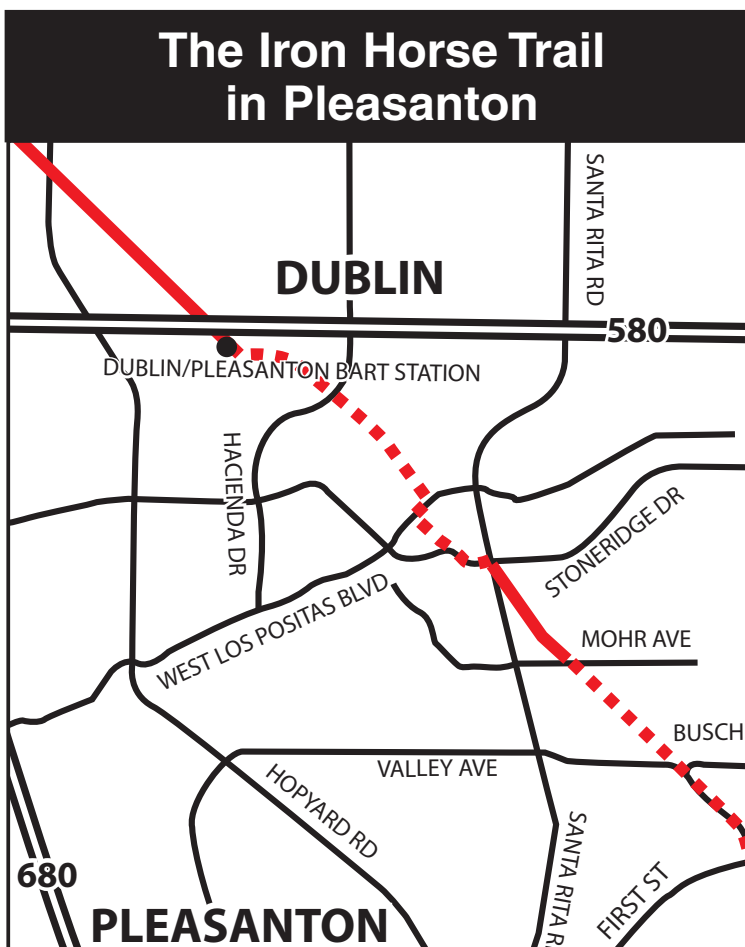 The Iron Horse Trail
in Pleasanton
SANTA RITA RD
DUBLIN
580
DUBLIN/PLEASANTON BART STATION
HACIENDA DR
STONERIDGE DR
WEST LOS POSITAS BLVD
MOHR AVE
BUSCH
VALLEY AVE
HOPYARD RD
SANTA RITA R
680
FIRST ST
PLEASANTON